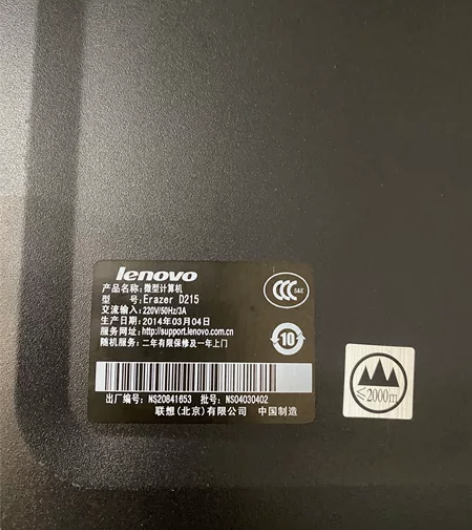 lenovo
产品名称:微型计算机
型 号:Erazer D215
交流输入:220V/50Hz/3A
生产日期:2014年03月04日
服务网址:http://support.lenovo.com.cn
随机服务:二年有限保修及一年上门
CCC S&E
10
出厂编号:NS20841653 批号:NS04030402
联想(北京)有限公司 中国制造
≤2000m